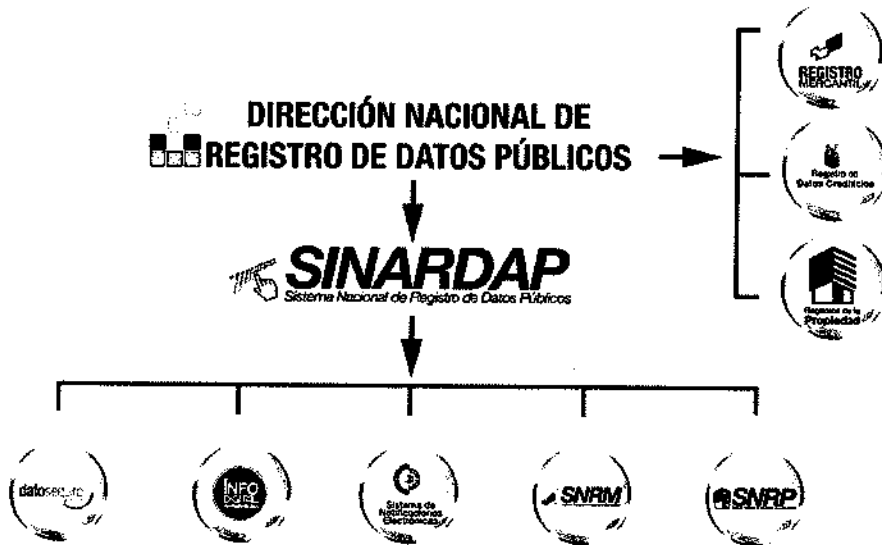 DIRECCIÓN NACIONAL DE
REGISTRO DE DATOS PÚBLICOS
REGISTRO
MERCANTIL
Registro de
Datos Crediticios
Registros de la
Propiedad
SINARDAP
Sistema Nacional de Registro de Datos Públicos
datoseguro
INFO
Sistema de
Notificaciones
Electrónicas
SNRM
SNRP